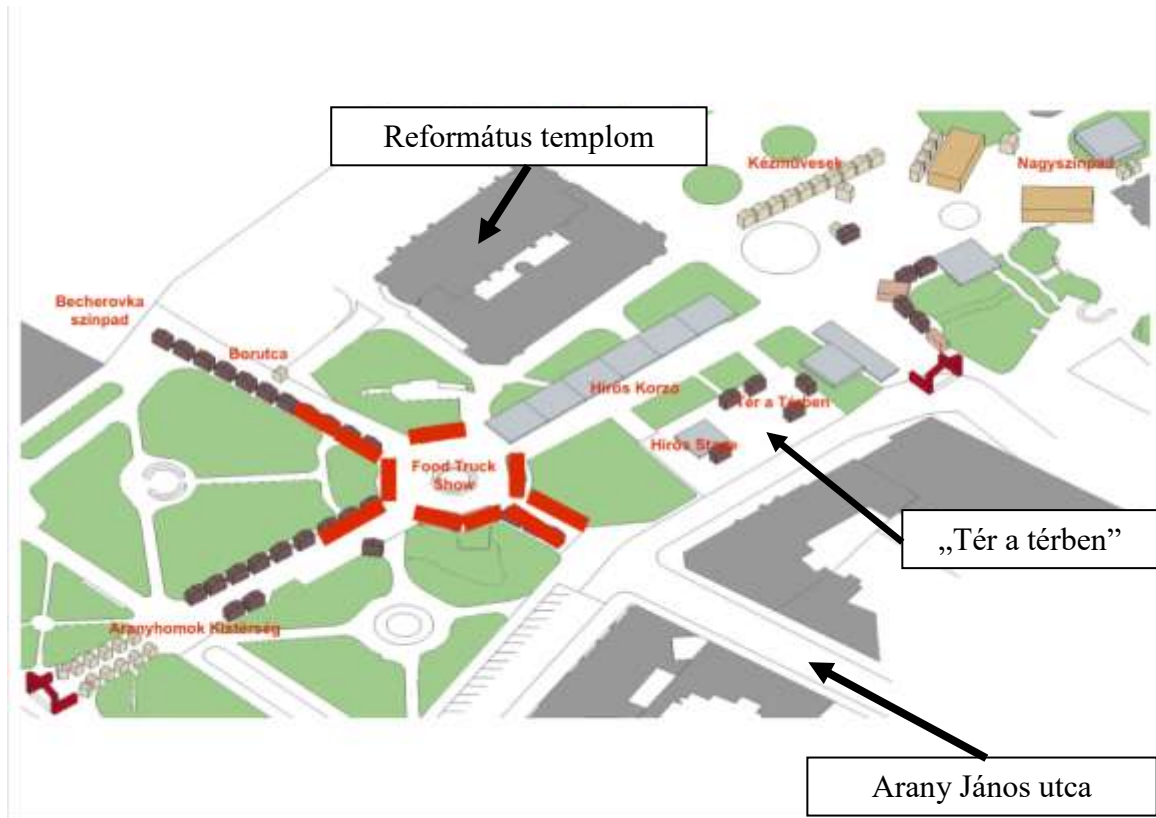 Református templom
Kézművesek
Nagyszínpad
Becherovka
színpad
Borutca
Hírös Korzó
Tér a Térben
Hírös Stage
Food Truck
Show
„Tér a térben”
Aranyhomok Kistérség
Arany János utca